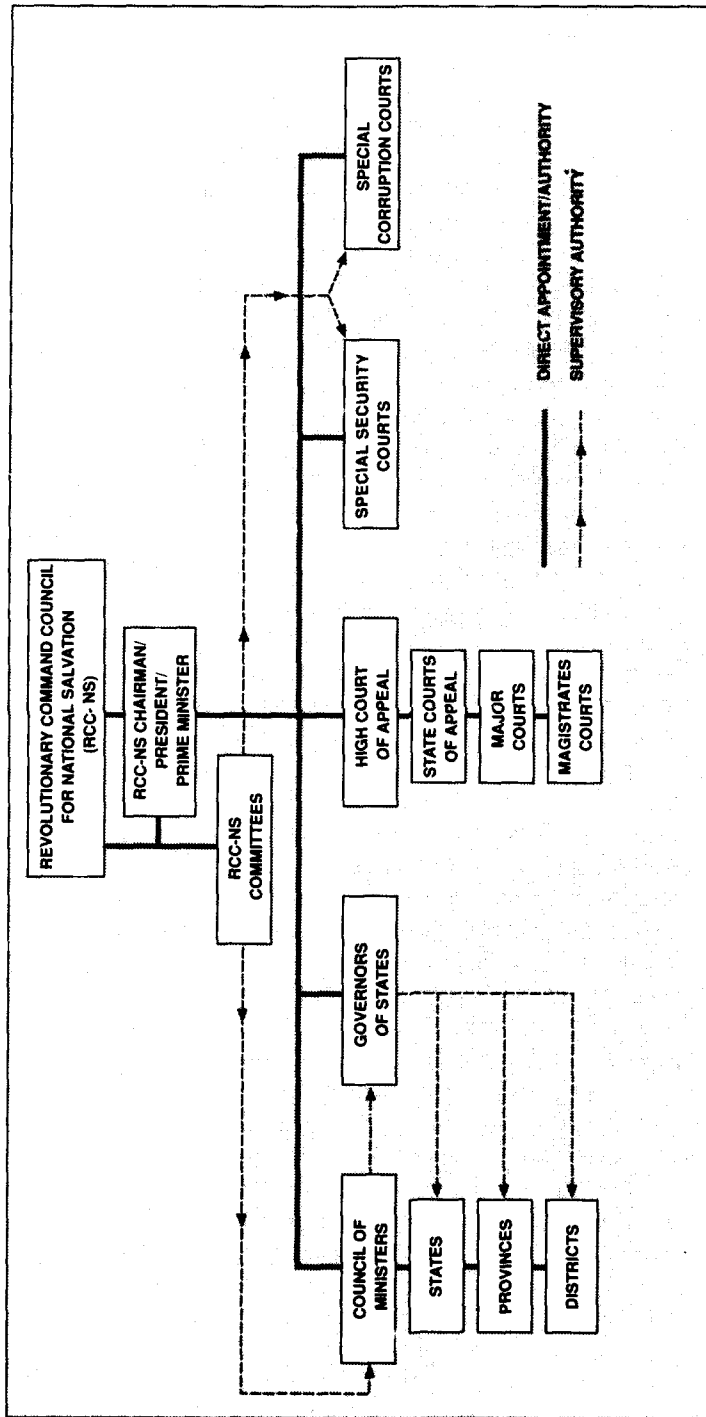 REVOLUTIONARY COMMAND COUNCIL
FOR NATIONAL SALVATION
(RCC- NS)
RCC-NS CHAIRMAN/
PRESIDENT/
PRIME MINISTER
RCC-NS
COMMITTEES
COUNCIL OF
MINISTERS
GOVERNORS
OF STATES
HIGH COURT
OF APPEAL
SPECIAL SECURITY
COURTS
SPECIAL
CORRUPTION COURTS
STATES
PROVINCES
DISTRICTS
STATE COURTS
OF APPEAL
MAJOR
COURTS
MAGISTRATES
COURTS
DIRECT APPOINTMENT/AUTHORITY
SUPERVISORY AUTHORITY